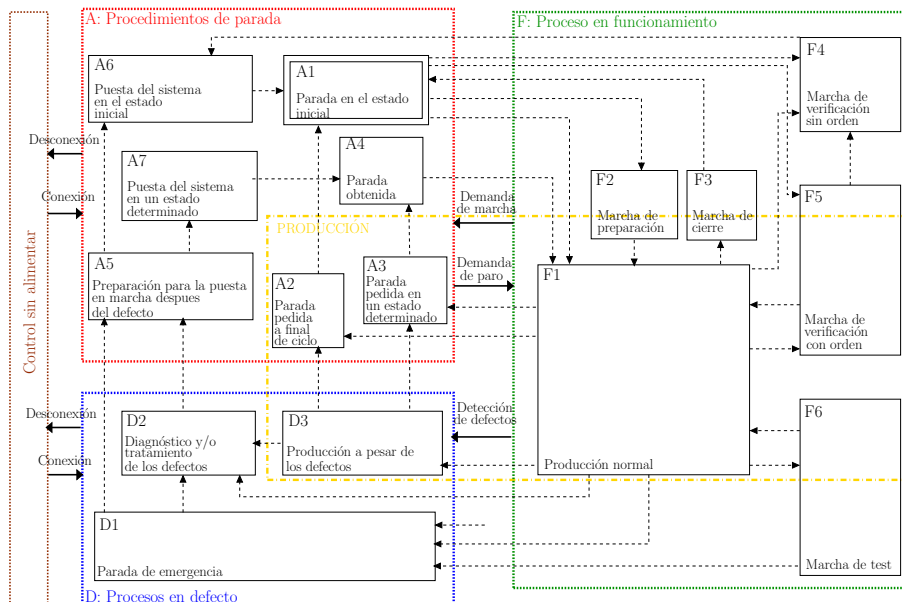 A: Procedimientos de parada
F: Proceso en funcionamiento
A6
Puesta del sistema
en el estado
inicial
A1
Parada en el estado
inicial
F4
Marcha de
verificación
sin orden
Desconexión
Conexión
A7
Puesta del sistema
en un estado
determinado
A4
Parada
obtenida
Demanda
de marcha
F2
Marcha de
preparación
F3
Marcha de
cierre
F5
Marcha de
verificación
con orden
PRODUCCIÓN
Control sin alimentar
A5
Preparación para la puesta
en marcha despues
del defecto
A2
Parada
pedida
a final
de ciclo
A3
Parada
pedida en
un estado
determinado
Demanda
de paro
F1
Producción normal
Desconexión
Conexión
D2
Diagnóstico y/o
tratamiento
de los defectos
D3
Producción a pesar de
los defectos
Detección
de defectos
F6
Marcha de test
D1
Parada de emergencia
D: Procesos en defecto